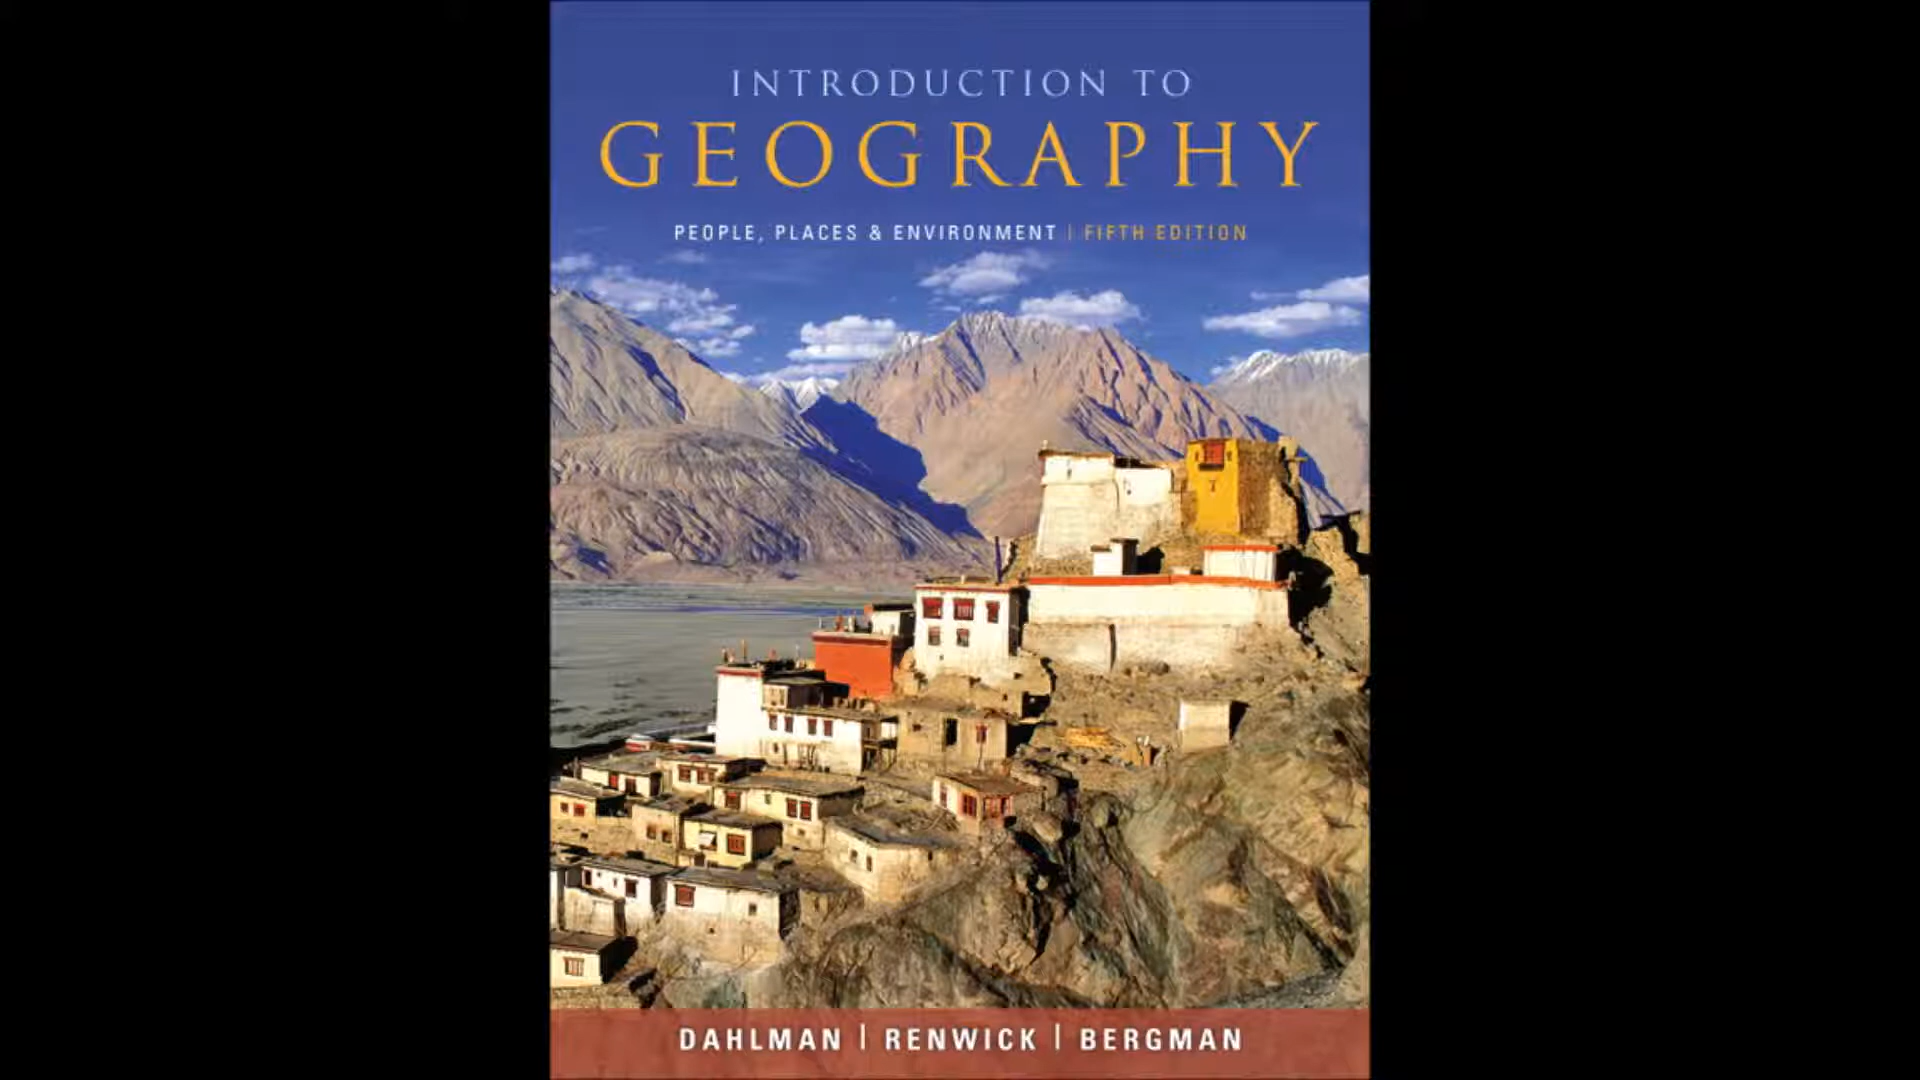 INTRODUCTION TO
GEOGRAPHY
PEOPLE, PLACES & ENVIRONMENT | FIFTH EDITION
DAHLMAN | RENWICK | BERGMAN